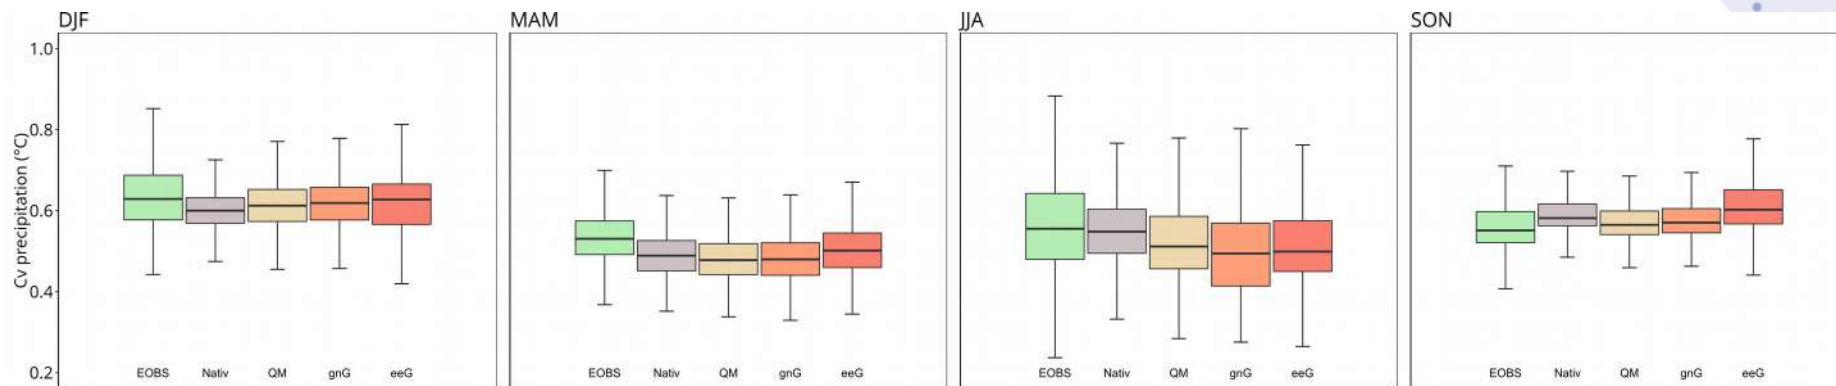 DJF
MAM
JJA
SON
Cv precipitation (°C)
1.0
0.8
0.6
0.4
0.2
EOBS Nativ QM gnG eeG
EOBS Nativ QM gnG eeG
EOBS Nativ QM gnG eeG
EOBS Nativ QM gnG eeG